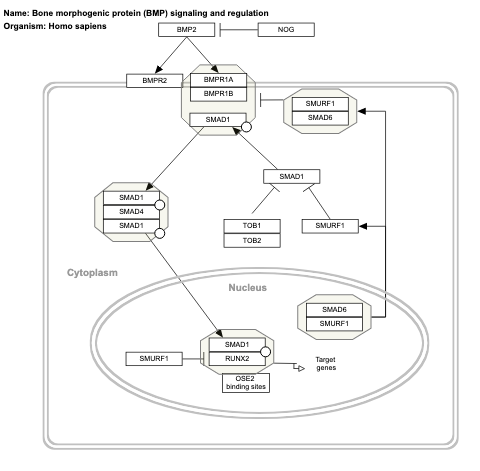 Name: Bone morphogenic protein (BMP) signaling and regulation
Organism: Homo sapiens
BMP2
NOG
BMPR2
BMPR1A
BMPR1B
SMAD1
SMURF1
SMAD6
SMAD1
SMAD1
SMAD4
SMAD1
TOB1
TOB2
SMURF1
Cytoplasm
Nucleus
SMAD6
SMURF1
SMAD1
RUNX2
SMURF1
Target
genes
OSE2
binding sites